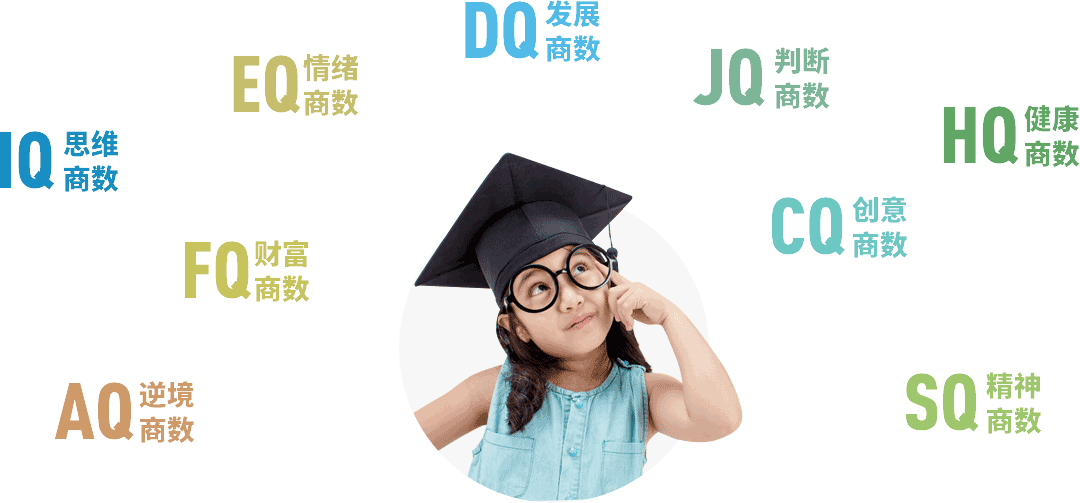 DQ 发展
商数
EQ 情绪
商数
JQ 判断
商数
HQ 健康
商数
IQ 思维
商数
CQ 创意
商数
FQ 财富
商数
AQ 逆境
商数
SQ 精神
商数